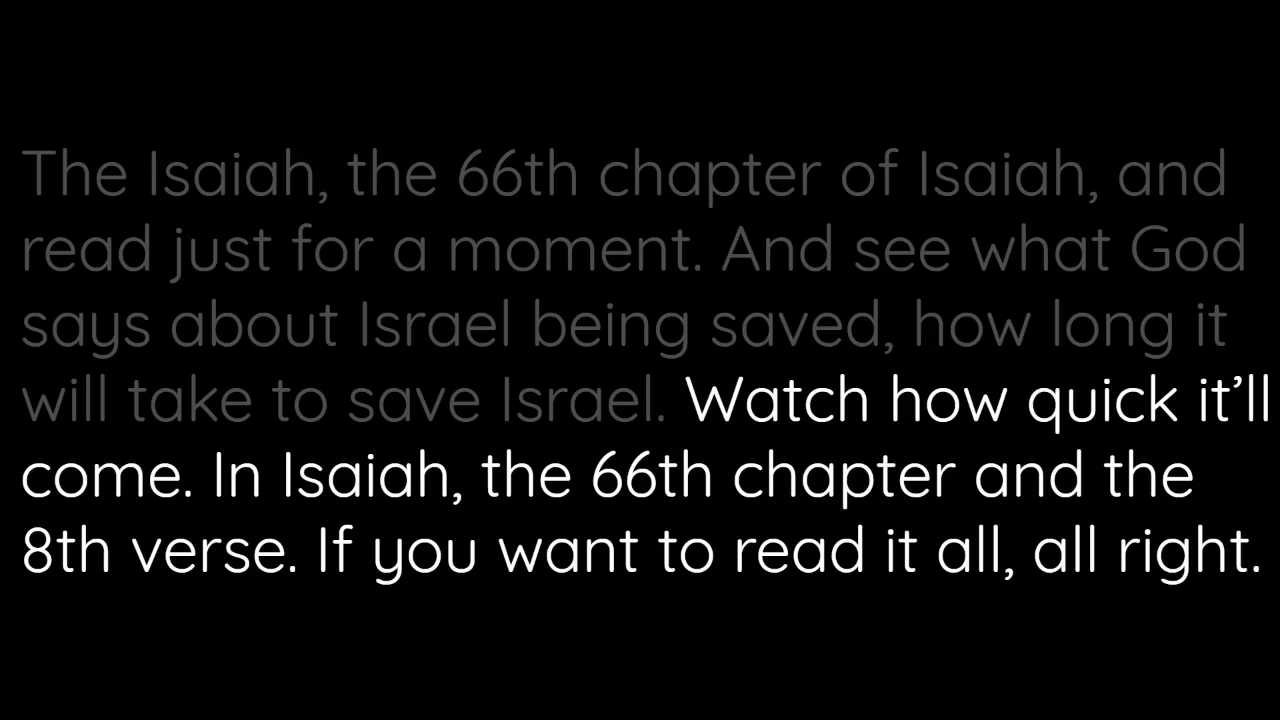 The Isaiah, the 66th chapter of Isaiah, and
read just for a moment. And see what God
says about Israel being saved, how long it
will take to save Israel. Watch how quick it’ll
come. In Isaiah, the 66th chapter and the
8th verse. If you want to read it all, all right.